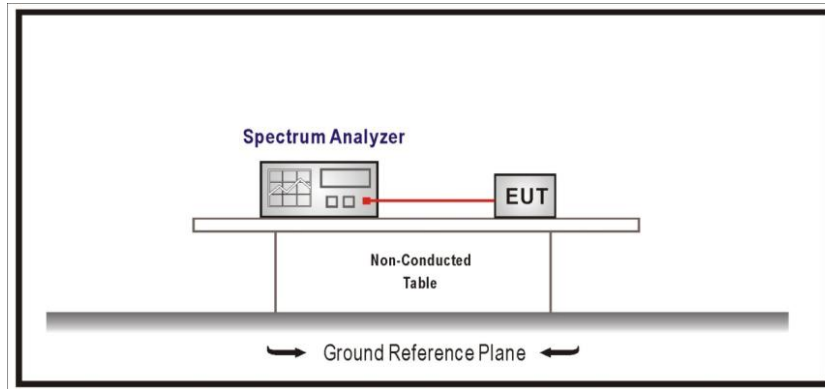 Spectrum Analyzer
EUT
Non-Conducted
Table
Ground Reference Plane